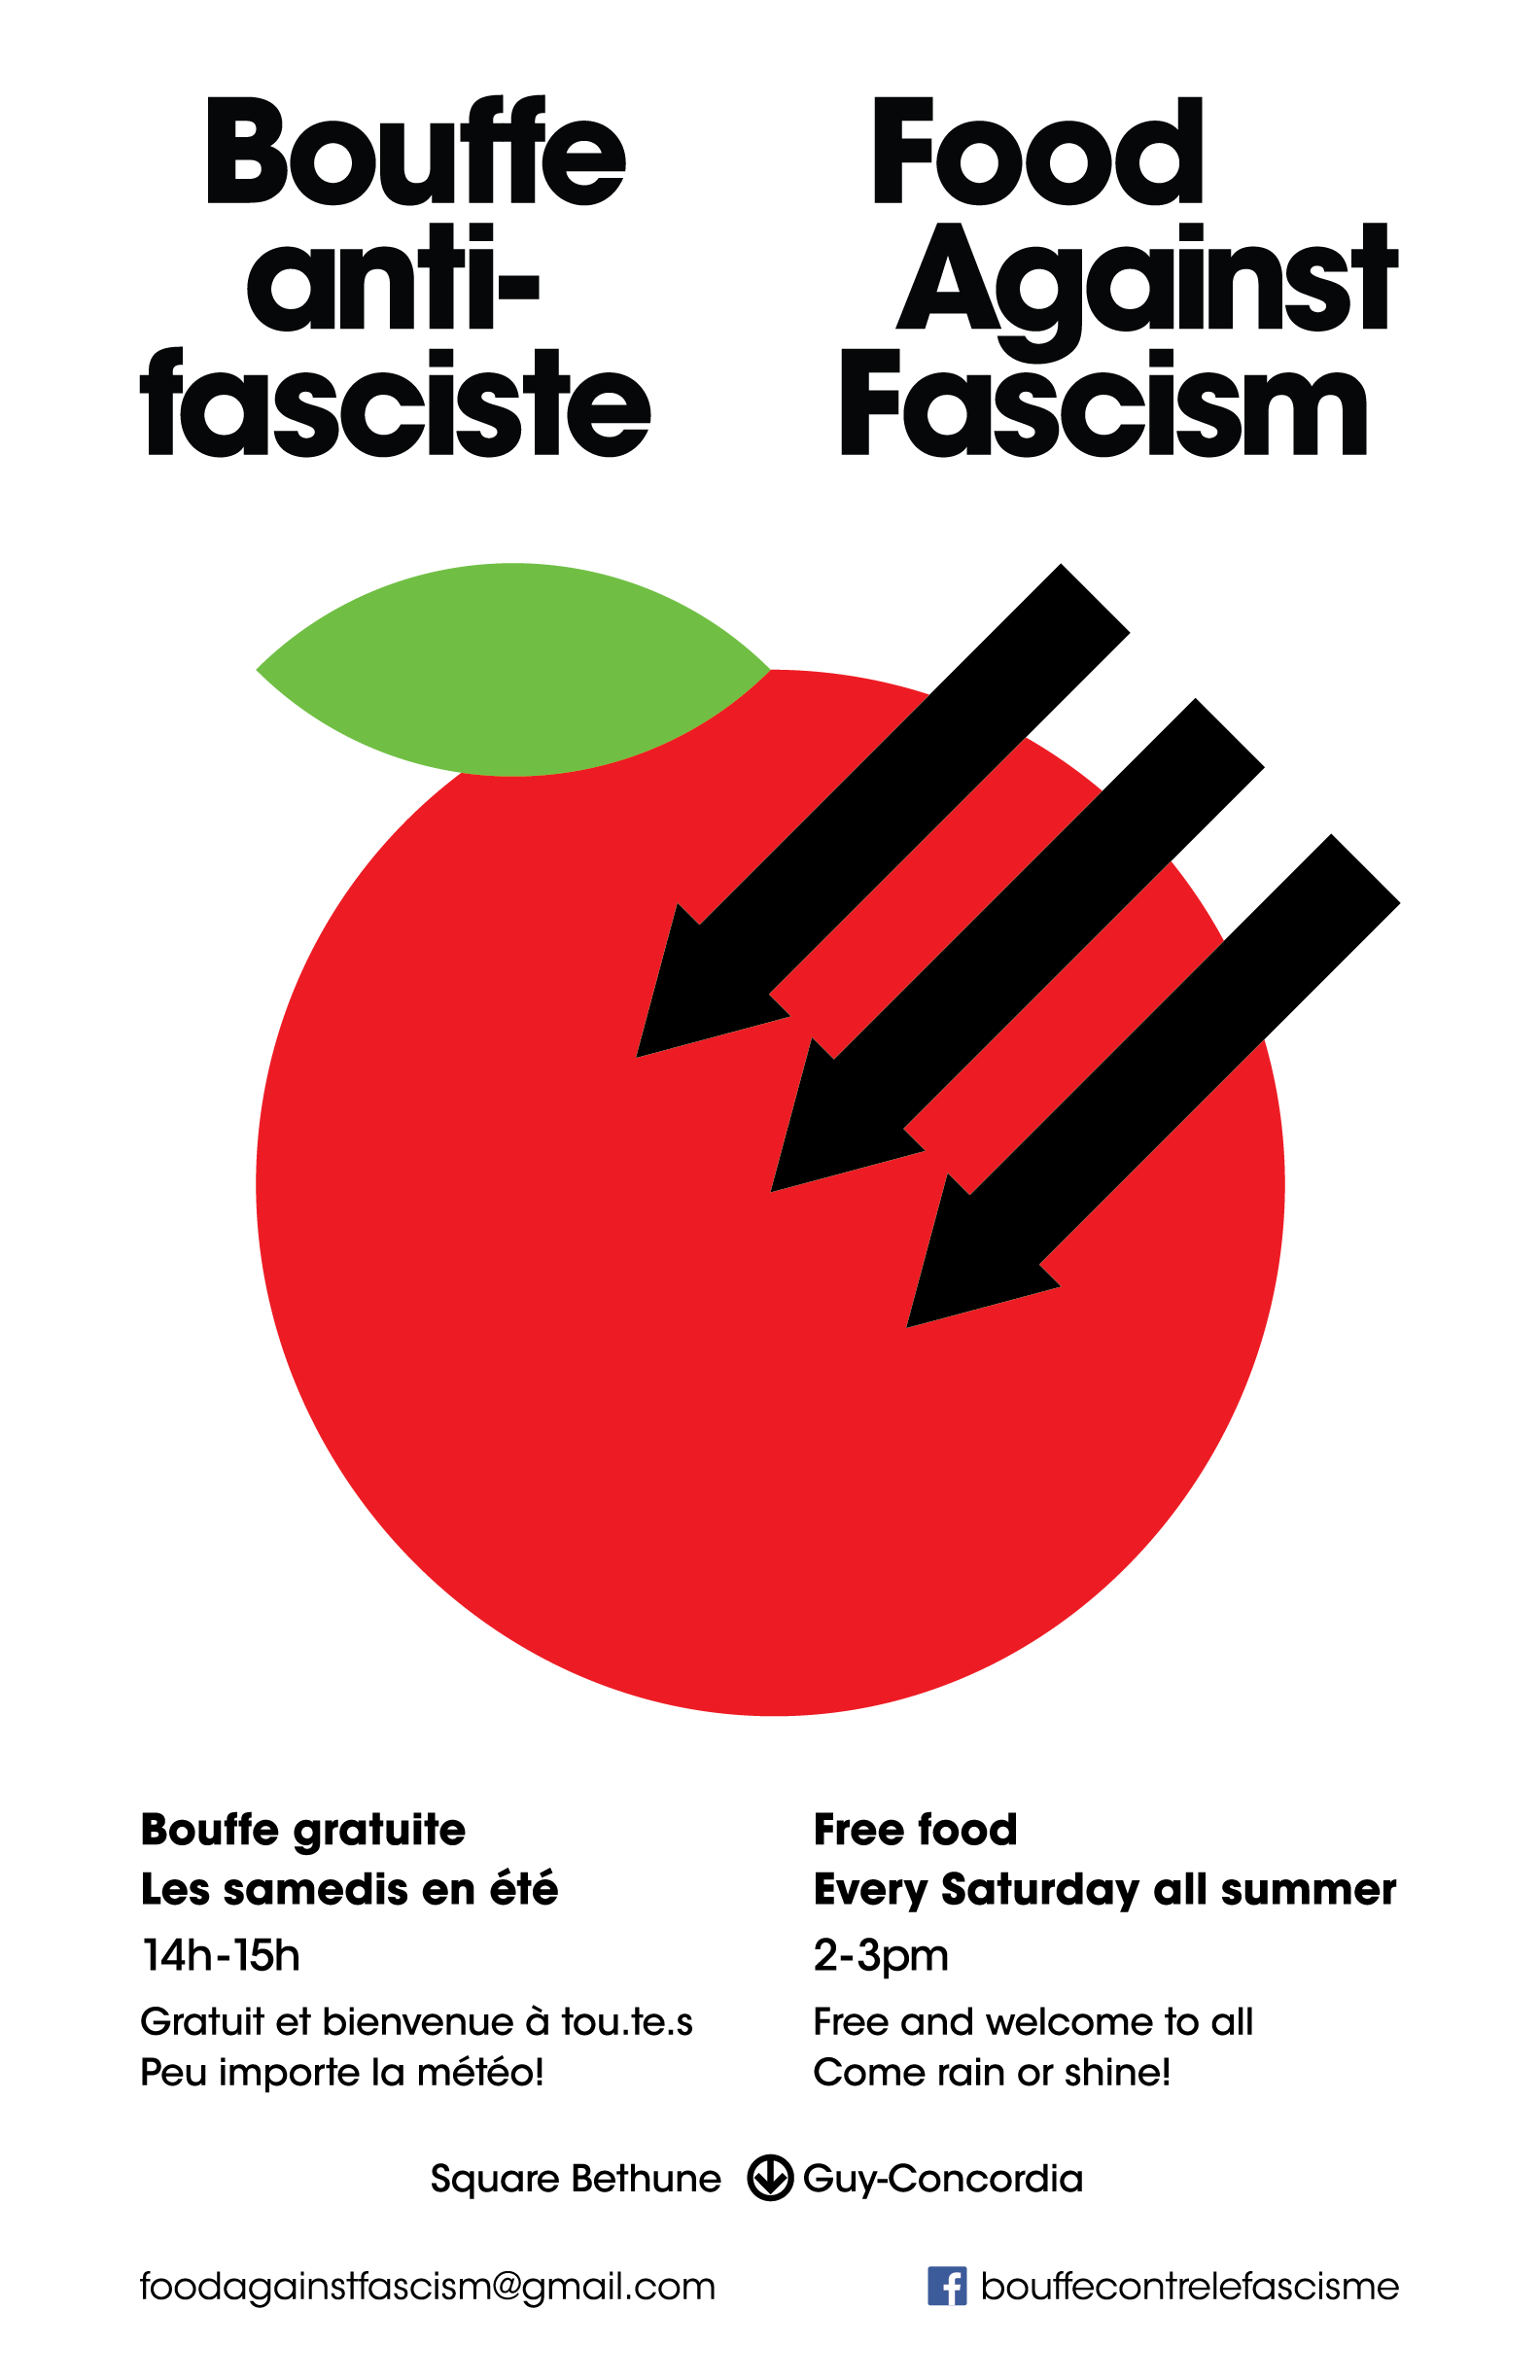 Bouffe
anti-
fasciste
Food
Against
Fascism
Bouffe gratuite
Les samedis en été
14h-15h
Gratuit et bienvenue à tou.te.s
Peu importe la météo!
Free food
Every Saturday all summer
2-3pm
Free and welcome to all
Come rain or shine!
Square Bethune Guy-Concordia
foodagainstfascism@gmail.com
f bouffecontrelefascisme